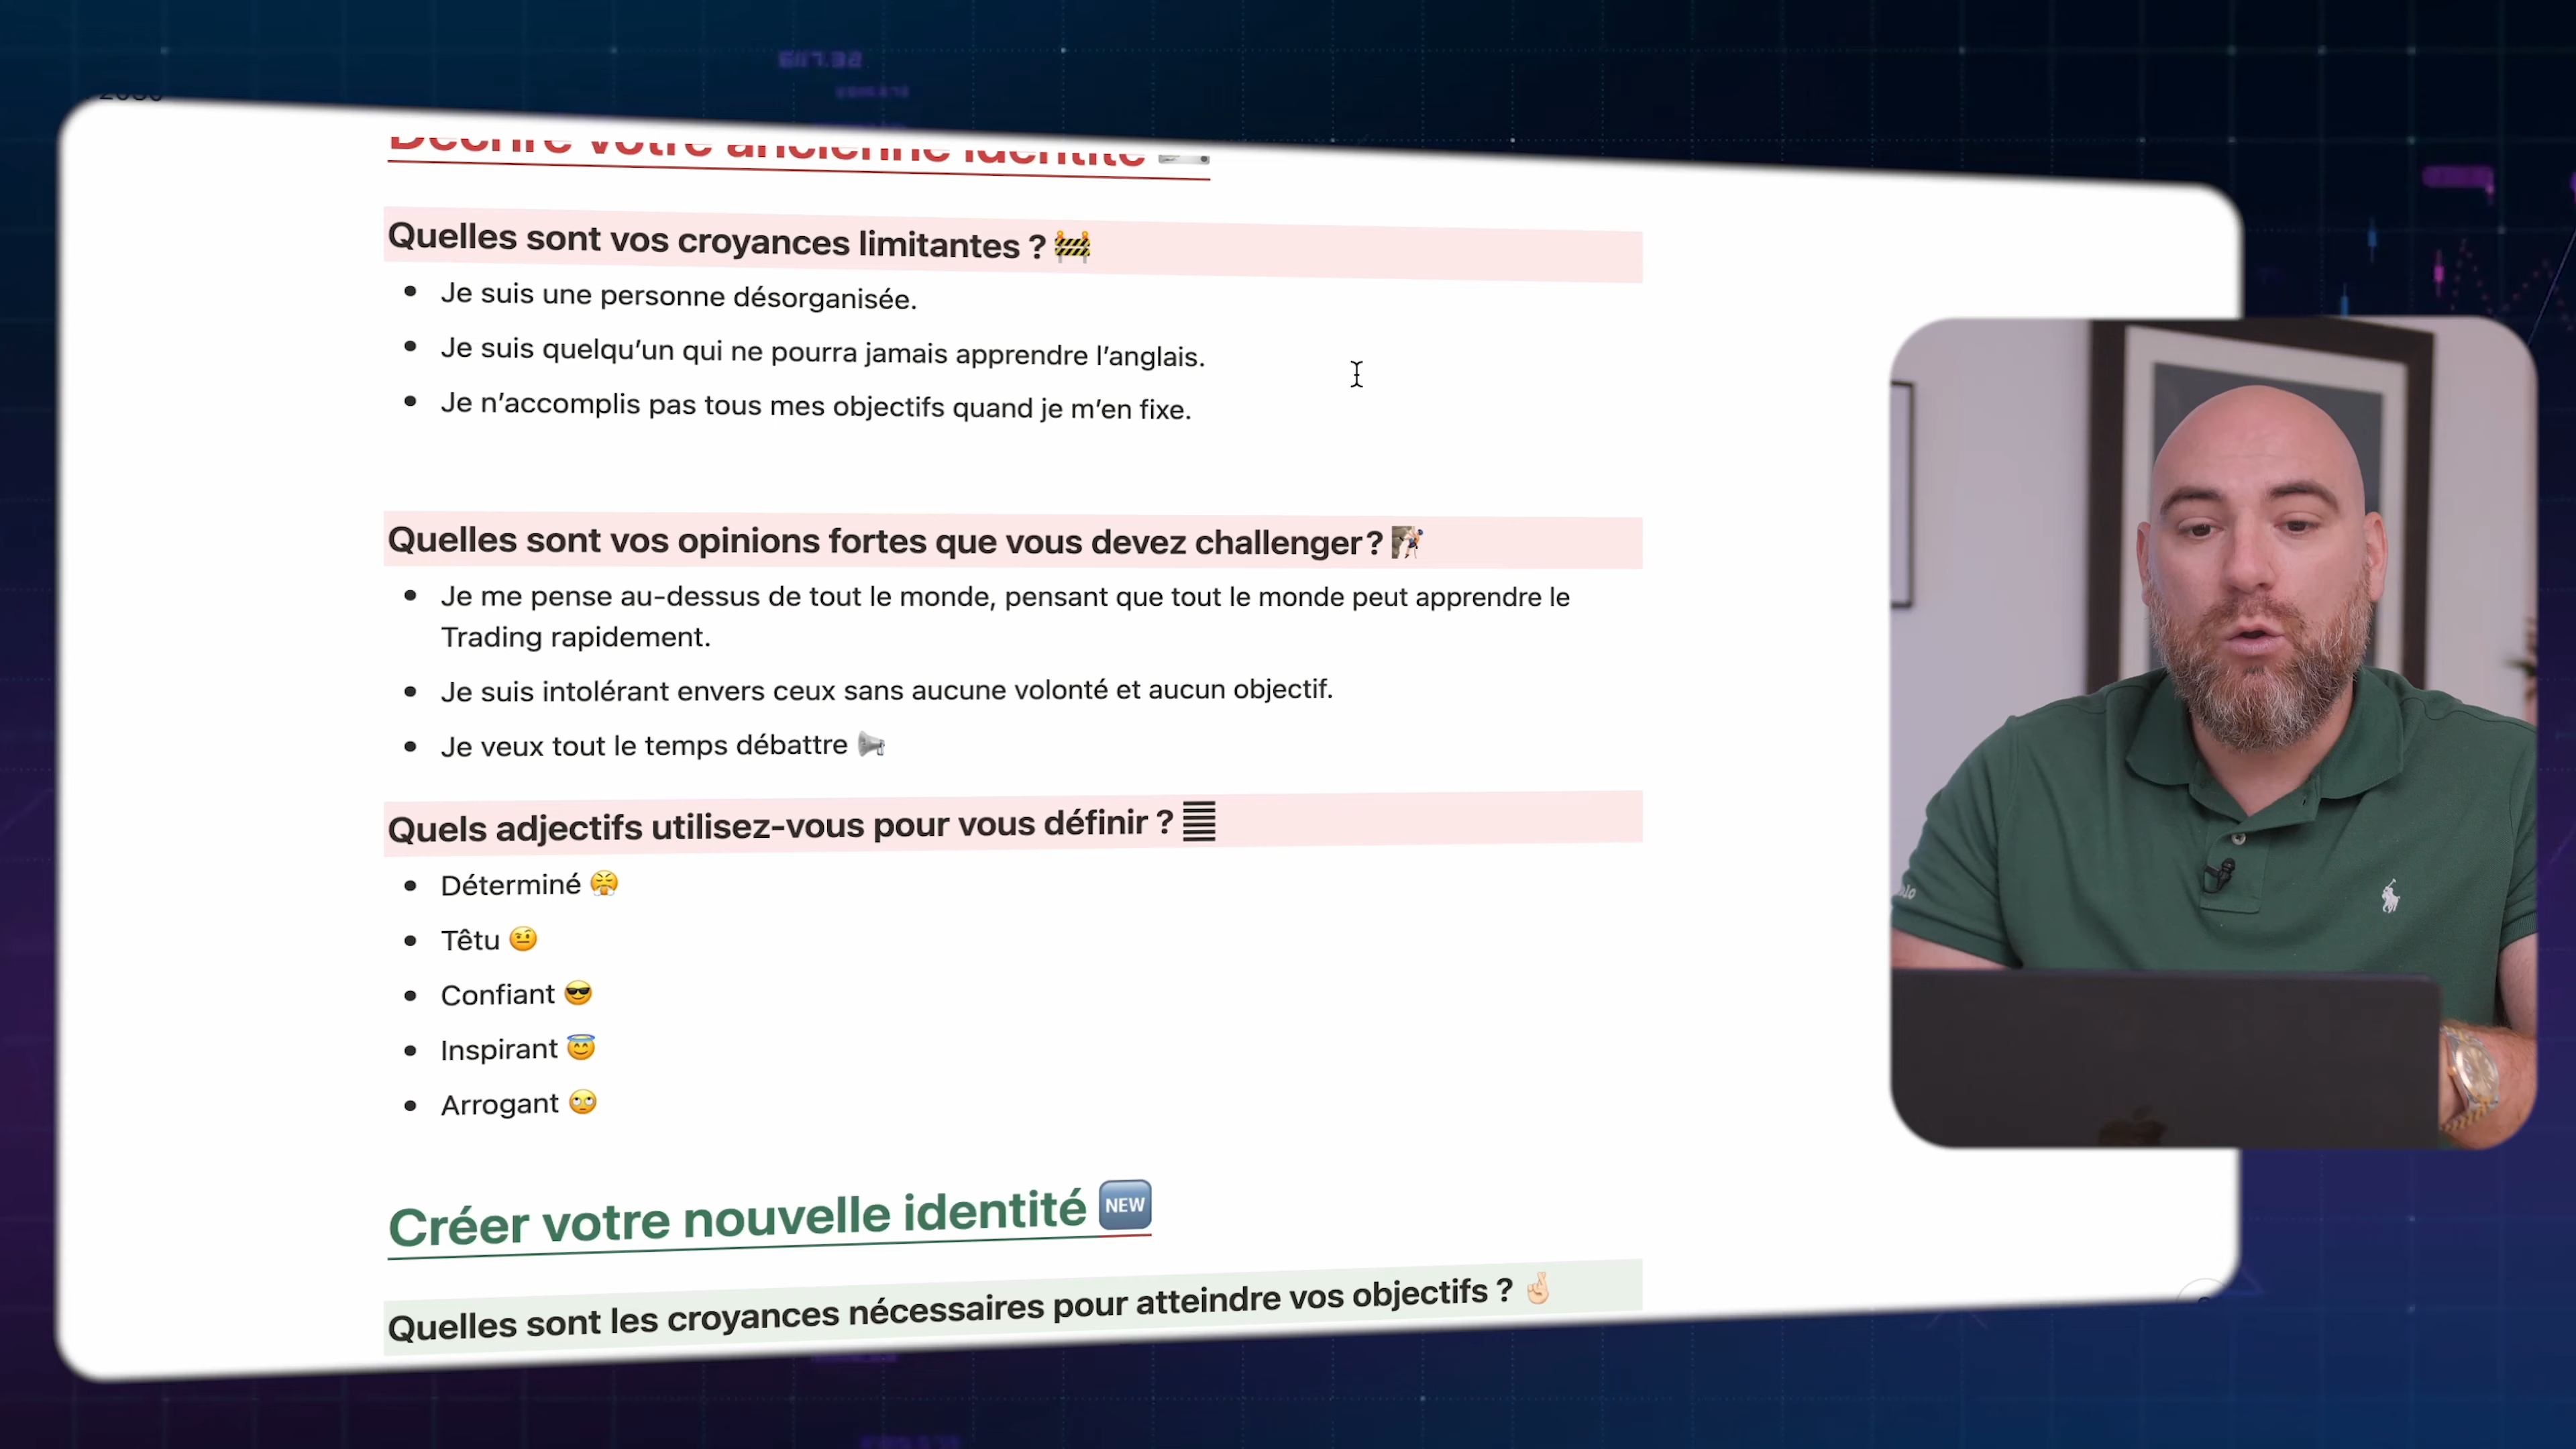 Décrire votre ancienne identité
Quelles sont vos croyances limitantes ? 🚧
• Je suis une personne désorganisée.
• Je suis quelqu’un qui ne pourra jamais apprendre l’anglais.
• Je n’accomplis pas tous mes objectifs quand je m’en fixe.
Quelles sont vos opinions fortes que vous devez challenger?
• Je me pense au-dessus de tout le monde, pensant que tout le monde peut apprendre le
Trading rapidement.
• Je suis intolérant envers ceux sans aucune volonté et aucun objectif.
• Je veux tout le temps débattre 📢
Quels adjectifs utilisez-vous pour vous définir ?
• Déterminé 😤
• Têtu 🤨
• Confiant 😎
• Inspirant 😇
• Arrogant 🙄
Créer votre nouvelle identité 🆕
Quelles sont les croyances nécessaires pour atteindre vos objectifs ? 🤞🏻